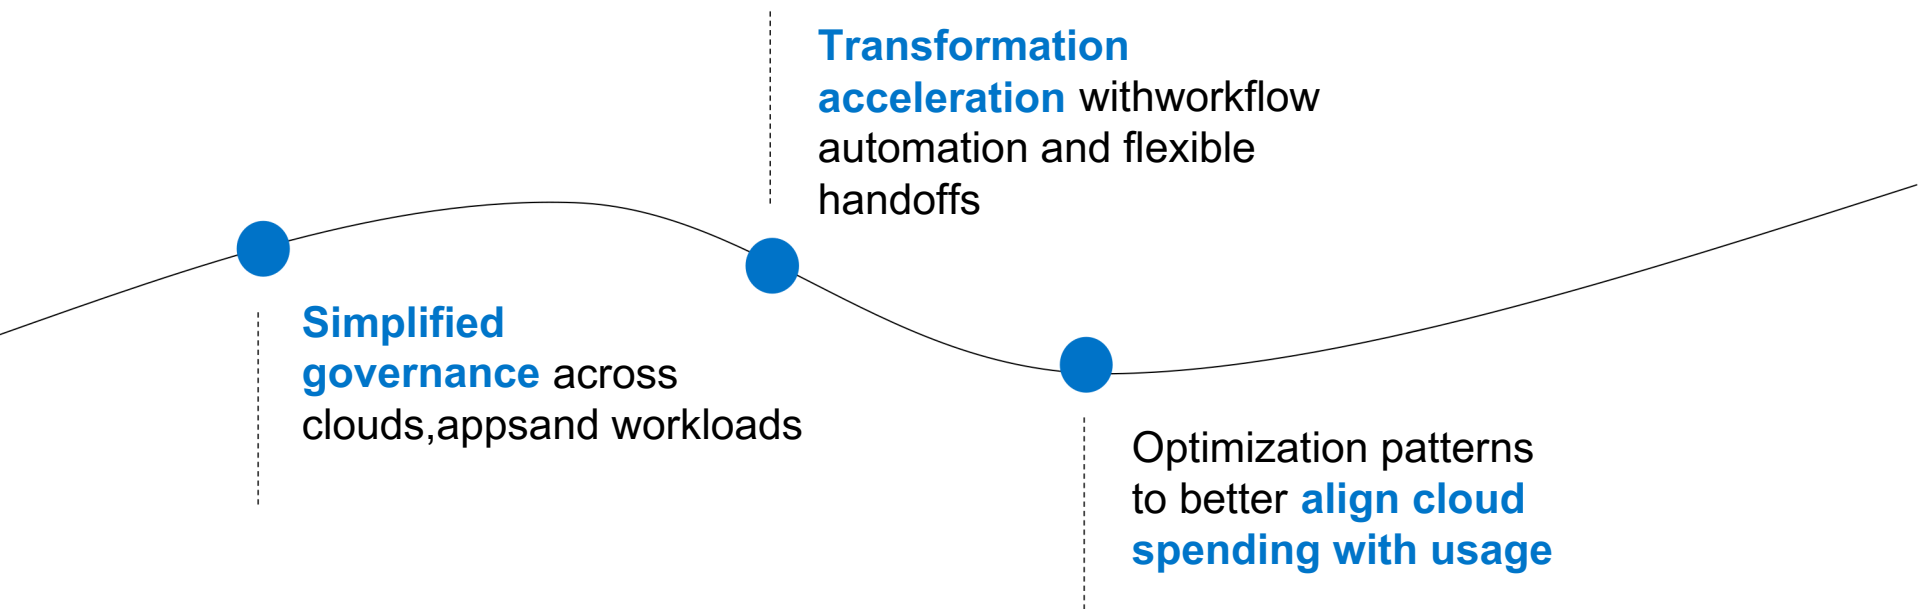 Transformation
acceleration withworkflow
automation and flexible
handoffs
Simplified
governance across
clouds,appsand workloads
Optimization patterns
to better align cloud
spending with usage